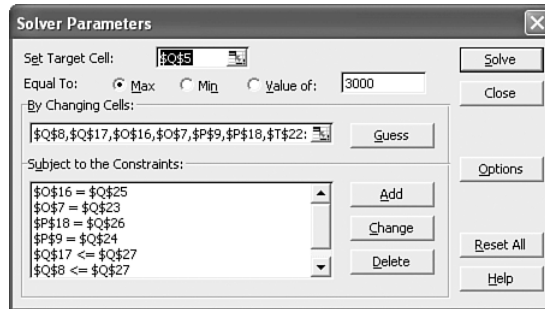 Solver Parameters
Set Target Cell: $Q$5
Solve
Equal To: Max Min Value of: 3000
Close
By Changing Cells:
$Q$8,$Q$17,$O$16,$O$7,$P$9,$P$18,$T$22:
Guess
Subject to the Constraints:
Options
$O$16 = $Q$25
Add
$O$7 = $Q$23
$P$18 = $Q$26
Change
$P$9 = $Q$24
Reset All
$Q$17 <= $Q$27
Delete
$Q$8 <= $Q$27
Help